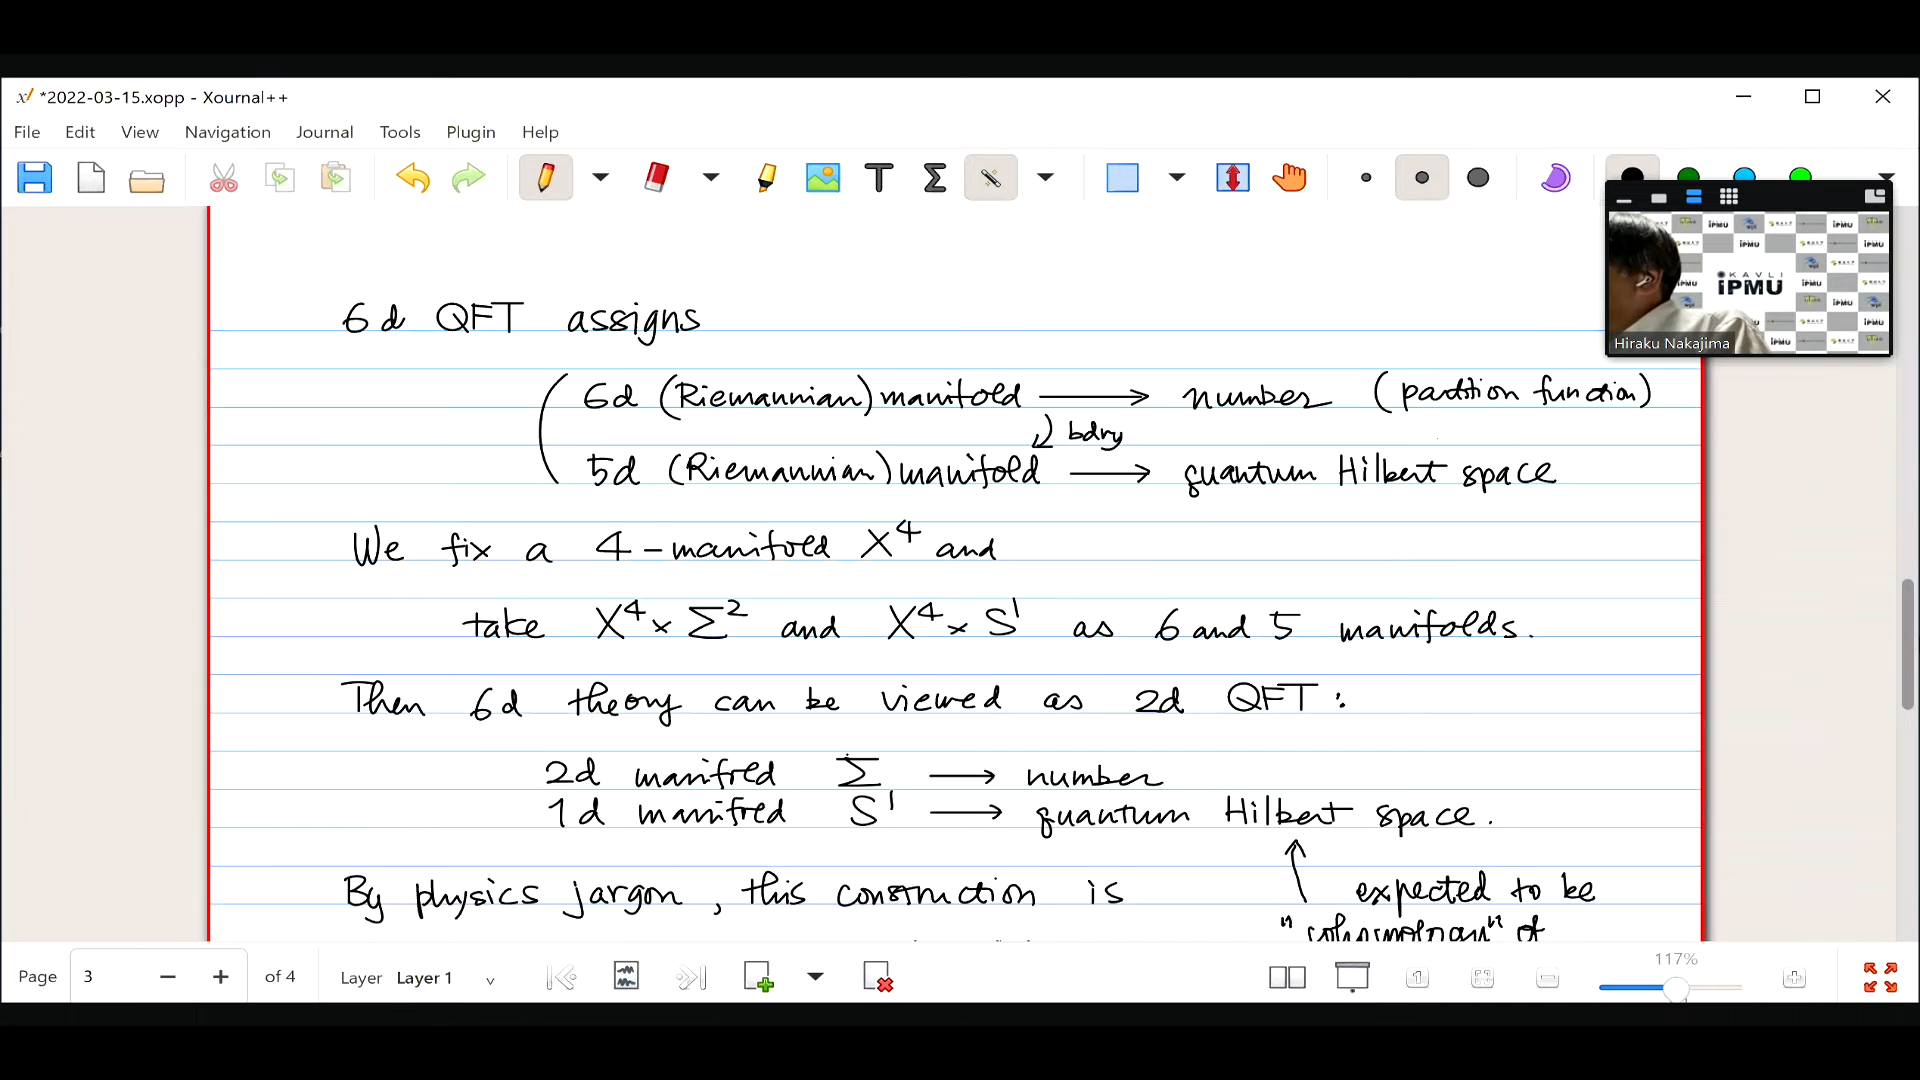 *2022-03-15.xopp - Xournal++
File Edit View Navigation Journal Tools Plugin Help
KAVLI
IPMU
Hiraku Nakajima
6d QFT assigns
6d (Riemannian) manifold ⟶ number (partition function)
bdry
5d (Riemannian) manifold ⟶ quantum Hilbert space
We fix a 4-manifold X⁴ and
take X⁴ × Σ² and X⁴ × S¹ as 6 and 5 manifolds.
Then 6d theory can be viewed as 2d QFT :
2d manifred Σ ⟶ number
1d manifred S¹ ⟶ quantum Hilbert space.
By physics jargon, this construction is
↑ expected to be
of
Page 3 of 4 Layer Layer 1 117%